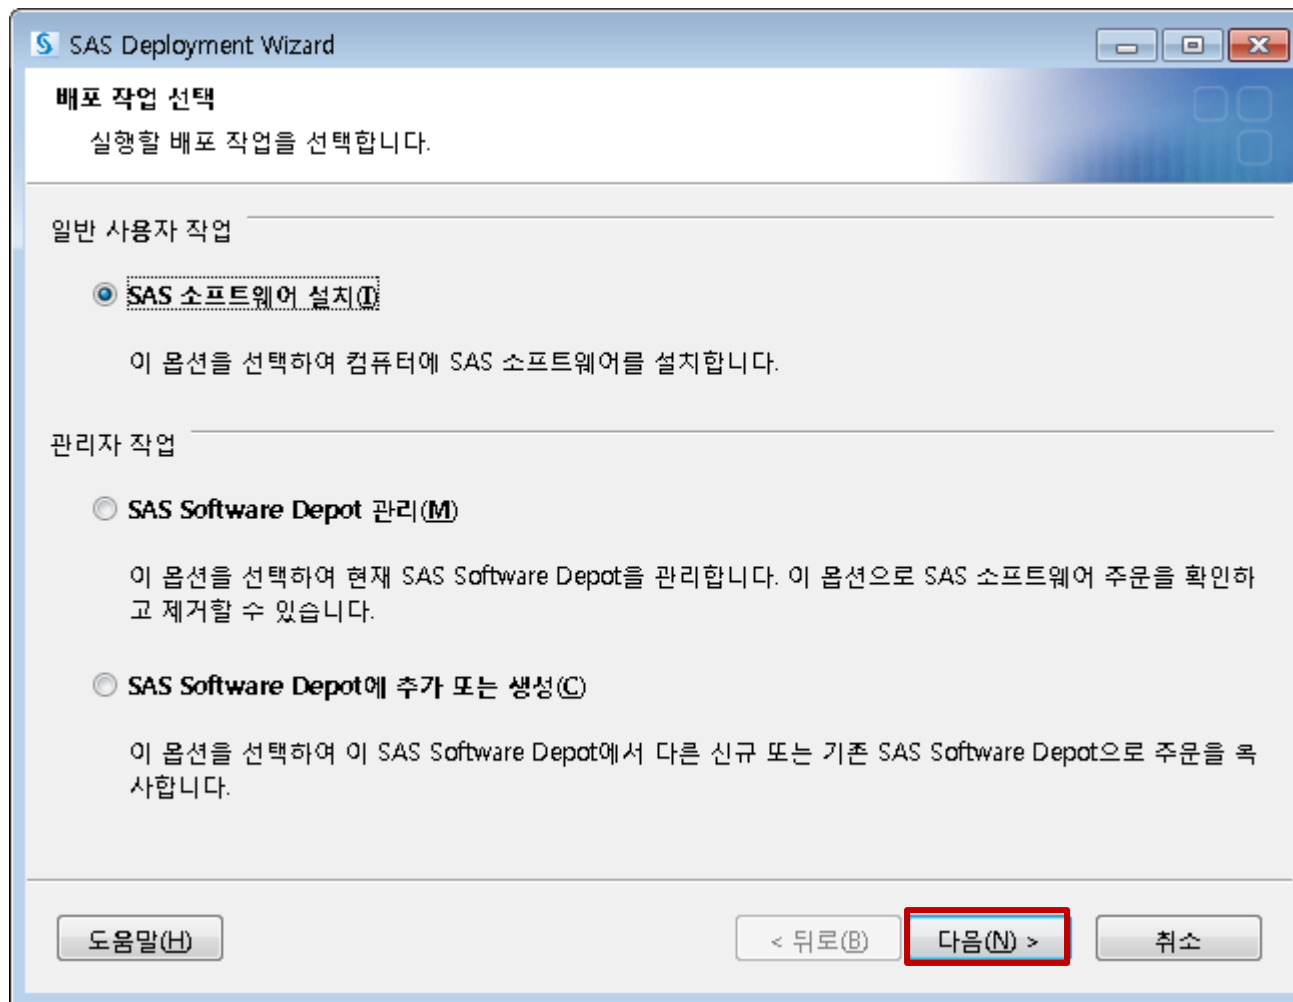 SAS Deployment Wizard
배포 작업 선택
실행할 배포 작업을 선택합니다.
일반 사용자 작업
SAS 소프트웨어 설치(I)
이 옵션을 선택하여 컴퓨터에 SAS 소프트웨어를 설치합니다.
관리자 작업
SAS Software Depot 관리(M)
이 옵션을 선택하여 현재 SAS Software Depot을 관리합니다. 이 옵션으로 SAS 소프트웨어 주문을 확인하
고 제거할 수 있습니다.
SAS Software Depot에 추가 또는 생성(C)
이 옵션을 선택하여 이 SAS Software Depot에서 다른 신규 또는 기존 SAS Software Depot으로 주문을 복
사합니다.
도움말(H)
< 뒤로(B)
다음(N) >
취소